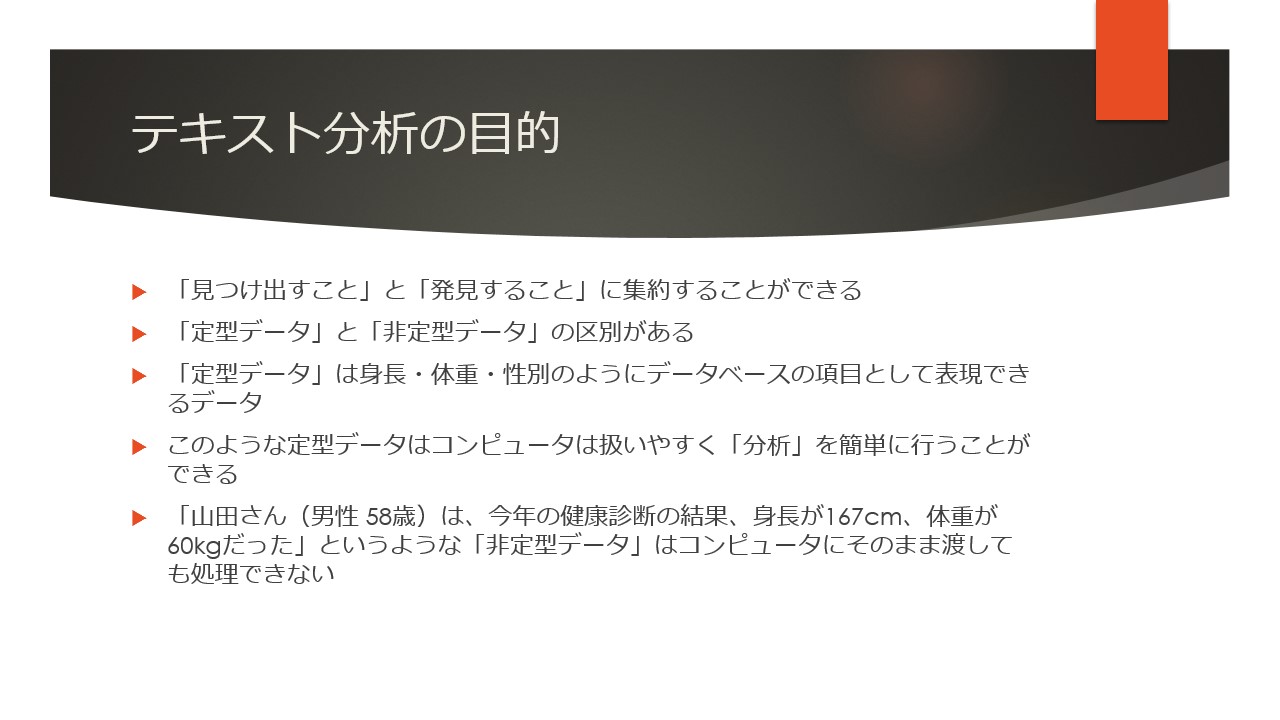 テキスト分析の目的
「見つけ出すこと」と「発見すること」に集約することができる
「定型データ」と「非定型データ」の区別がある
「定型データ」は身長・体重・性別のようにデータベースの項目として表現でき
るデータ
このような定型データはコンピュータは扱いやすく「分析」を簡単に行うことが
できる
「山田さん（男性 58歳）は、今年の健康診断の結果、身長が167cm、体重が
60kgだった」というような「非定型データ」はコンピュータにそのまま渡して
も処理できない